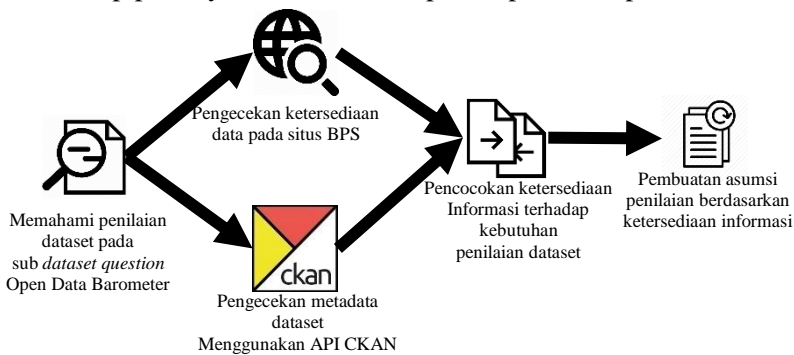 Memahami penilaian
dataset pada
sub dataset question
Open Data Barometer
Pengecekan ketersediaan
data pada situs BPS
ckan
Pengecekan metadata
dataset
Menggunakan API CKAN
Pencocokan ketersediaan
Informasi terhadap
kebutuhan
penilaian dataset
Pembuatan asumsi
penilaian berdasarkan
ketersediaan informasi